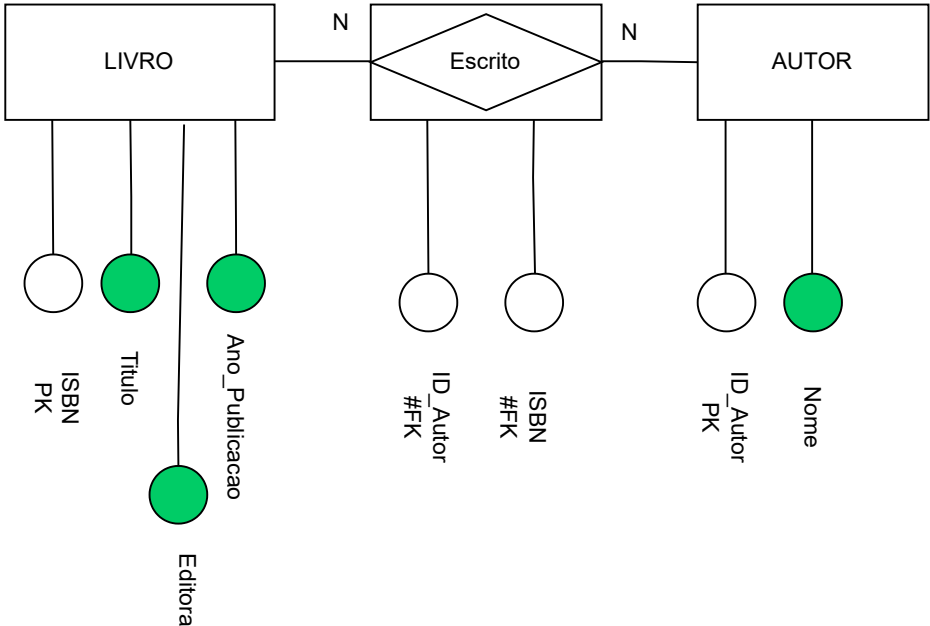 N
N
LIVRO
Escrito
AUTOR
ISBN
PK
Titulo
Ano_Publicacao
ID_Autor
#FK
ISBN
#FK
ID_Autor
PK
Nome
Editora